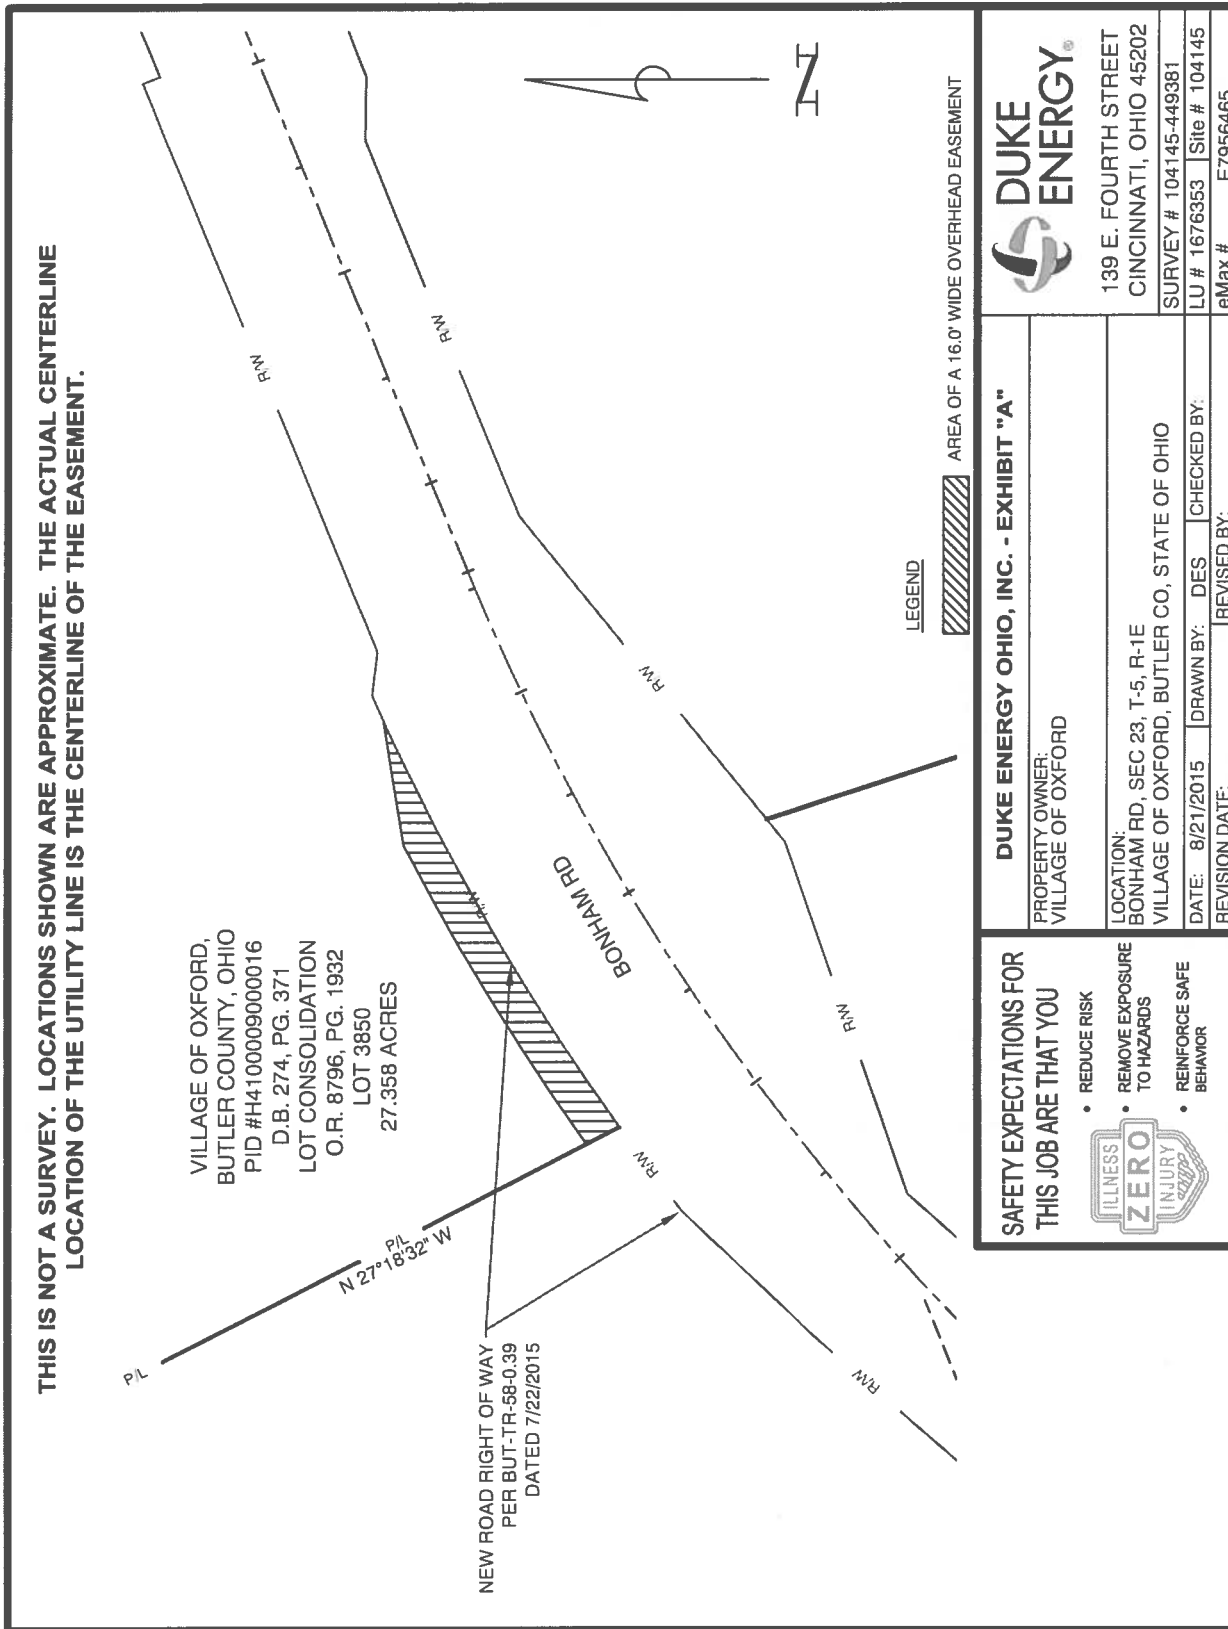 THIS IS NOT A SURVEY. LOCATIONS SHOWN ARE APPROXIMATE. THE ACTUAL CENTERLINE
LOCATION OF THE UTILITY LINE IS THE CENTERLINE OF THE EASEMENT.
P/L
P/L
N 27°18'32" W
VILLAGE OF OXFORD,
BUTLER COUNTY, OHIO
PID #H4100009000016
D.B. 274, PG. 371
LOT CONSOLIDATION
O.R. 8796, PG. 1932
LOT 3850
27.358 ACRES
R/W
R/W
R/W
R/W
R/W
R/W
R/W
BONHAM RD
NEW ROAD RIGHT OF WAY
PER BUT-TR-58-0.39
DATED 7/22/2015
N
LEGEND
AREA OF A 16.0' WIDE OVERHEAD EASEMENT
SAFETY EXPECTATIONS FOR
THIS JOB ARE THAT YOU
• REDUCE RISK
• REMOVE EXPOSURE
TO HAZARDS
• REINFORCE SAFE
BEHAVIOR
ILLNESS
ZERO
INJURY
DUKE ENERGY OHIO, INC. - EXHIBIT "A"
PROPERTY OWNER:
VILLAGE OF OXFORD
LOCATION:
BONHAM RD, SEC 23, T-5, R-1E
VILLAGE OF OXFORD, BUTLER CO, STATE OF OHIO
DATE: 8/21/2015 DRAWN BY: DES CHECKED BY:
REVISION DATE: REVISED BY:
DUKE
ENERGY®
139 E. FOURTH STREET
CINCINNATI, OHIO 45202
SURVEY # 104145-449381
LU # 1676353 Site # 104145
eMax # E7956465